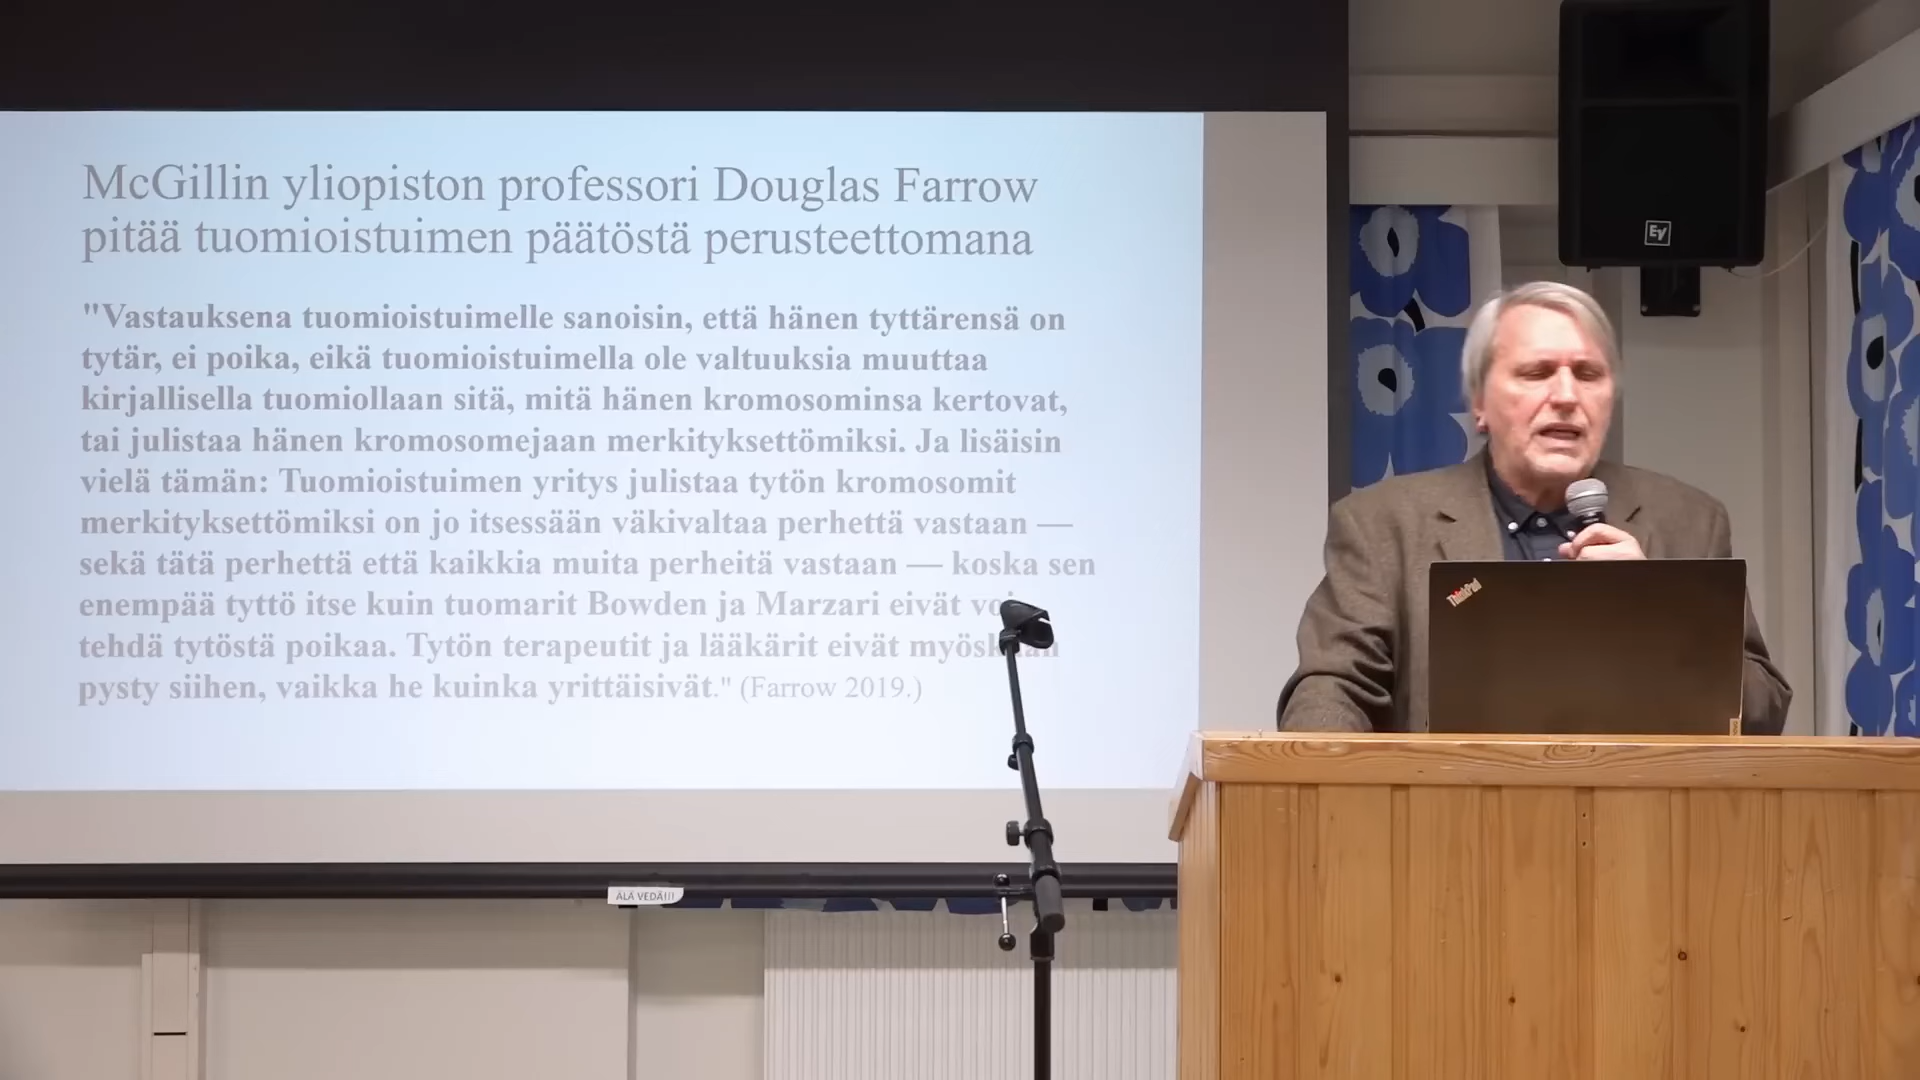 McGillin yliopiston professori Douglas Farrow
pitää tuomioistuimen päätöstä perusteettomana
"Vastauksena tuomioistuimelle sanoisin, että hänen tyttärensä on
tytär, ei poika, eikä tuomioistuimella ole valtuuksia muuttaa
kirjallisella tuomiollaan sitä, mitä hänen kromosominsa kertovat,
tai julistaa hänen kromosomejaan merkityksettömiksi. Ja lisäisin
vielä tämän: Tuomioistuimen yritys julistaa tytön kromosomit
merkityksettömiksi on jo itsessään väkivaltaa perhettä vastaan —
sekä tätä perhettä että kaikkia muita perheitä vastaan — koska sen
enempää tyttö itse kuin tuomarit Bowden ja Marzari eivät
tehdä tytöstä poikaa. Tytön terapeutit ja lääkärit eivät
pysty siihen, vaikka he kuinka yrittäisivät." (Farrow 2019.)
EV
ThinkPad
ÄLÄ VEDÄ!!!